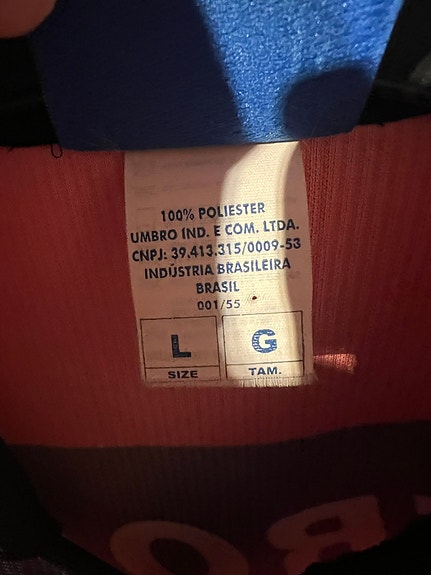 100% POLIESTER
UMBRO IND. E COM. LTDA.
CNPJ: 39.413.315/0009-53
INDÚSTRIA BRASILEIRA
BRASIL
001/55
L G
SIZE TAM.